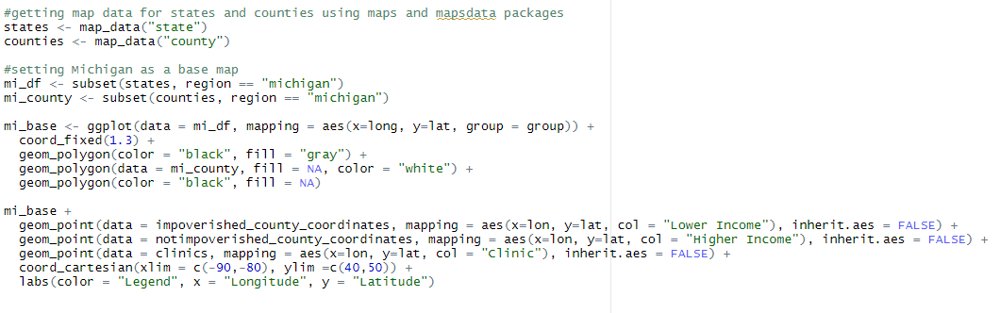 #getting map data for states and counties using maps and mapsdata packages
states <- map_data("state")
counties <- map_data("county")
#setting Michigan as a base map
mi_df <- subset(states, region == "michigan")
mi_county <- subset(counties, region == "michigan")
mi_base <- ggplot(data = mi_df, mapping = aes(x=long, y=lat, group = group)) +
  coord_fixed(1.3) +
  geom_polygon(color = "black", fill = "gray") +
  geom_polygon(data = mi_county, fill = NA, color = "white") +
  geom_polygon(color = "black", fill = NA)
mi_base +
  geom_point(data = impoverished_county_coordinates, mapping = aes(x=lon, y=lat, col = "Lower Income"), inherit.aes = FALSE) +
  geom_point(data = notimpoverished_county_coordinates, mapping = aes(x=lon, y=lat, col = "Higher Income"), inherit.aes = FALSE) +
  geom_point(data = clinics, mapping = aes(x=lon, y=lat, col = "Clinic"), inherit.aes = FALSE) +
  coord_cartesian(xlim = c(-90,-80), ylim =c(40,50)) +
  labs(color = "Legend", x = "Longitude", y = "Latitude")